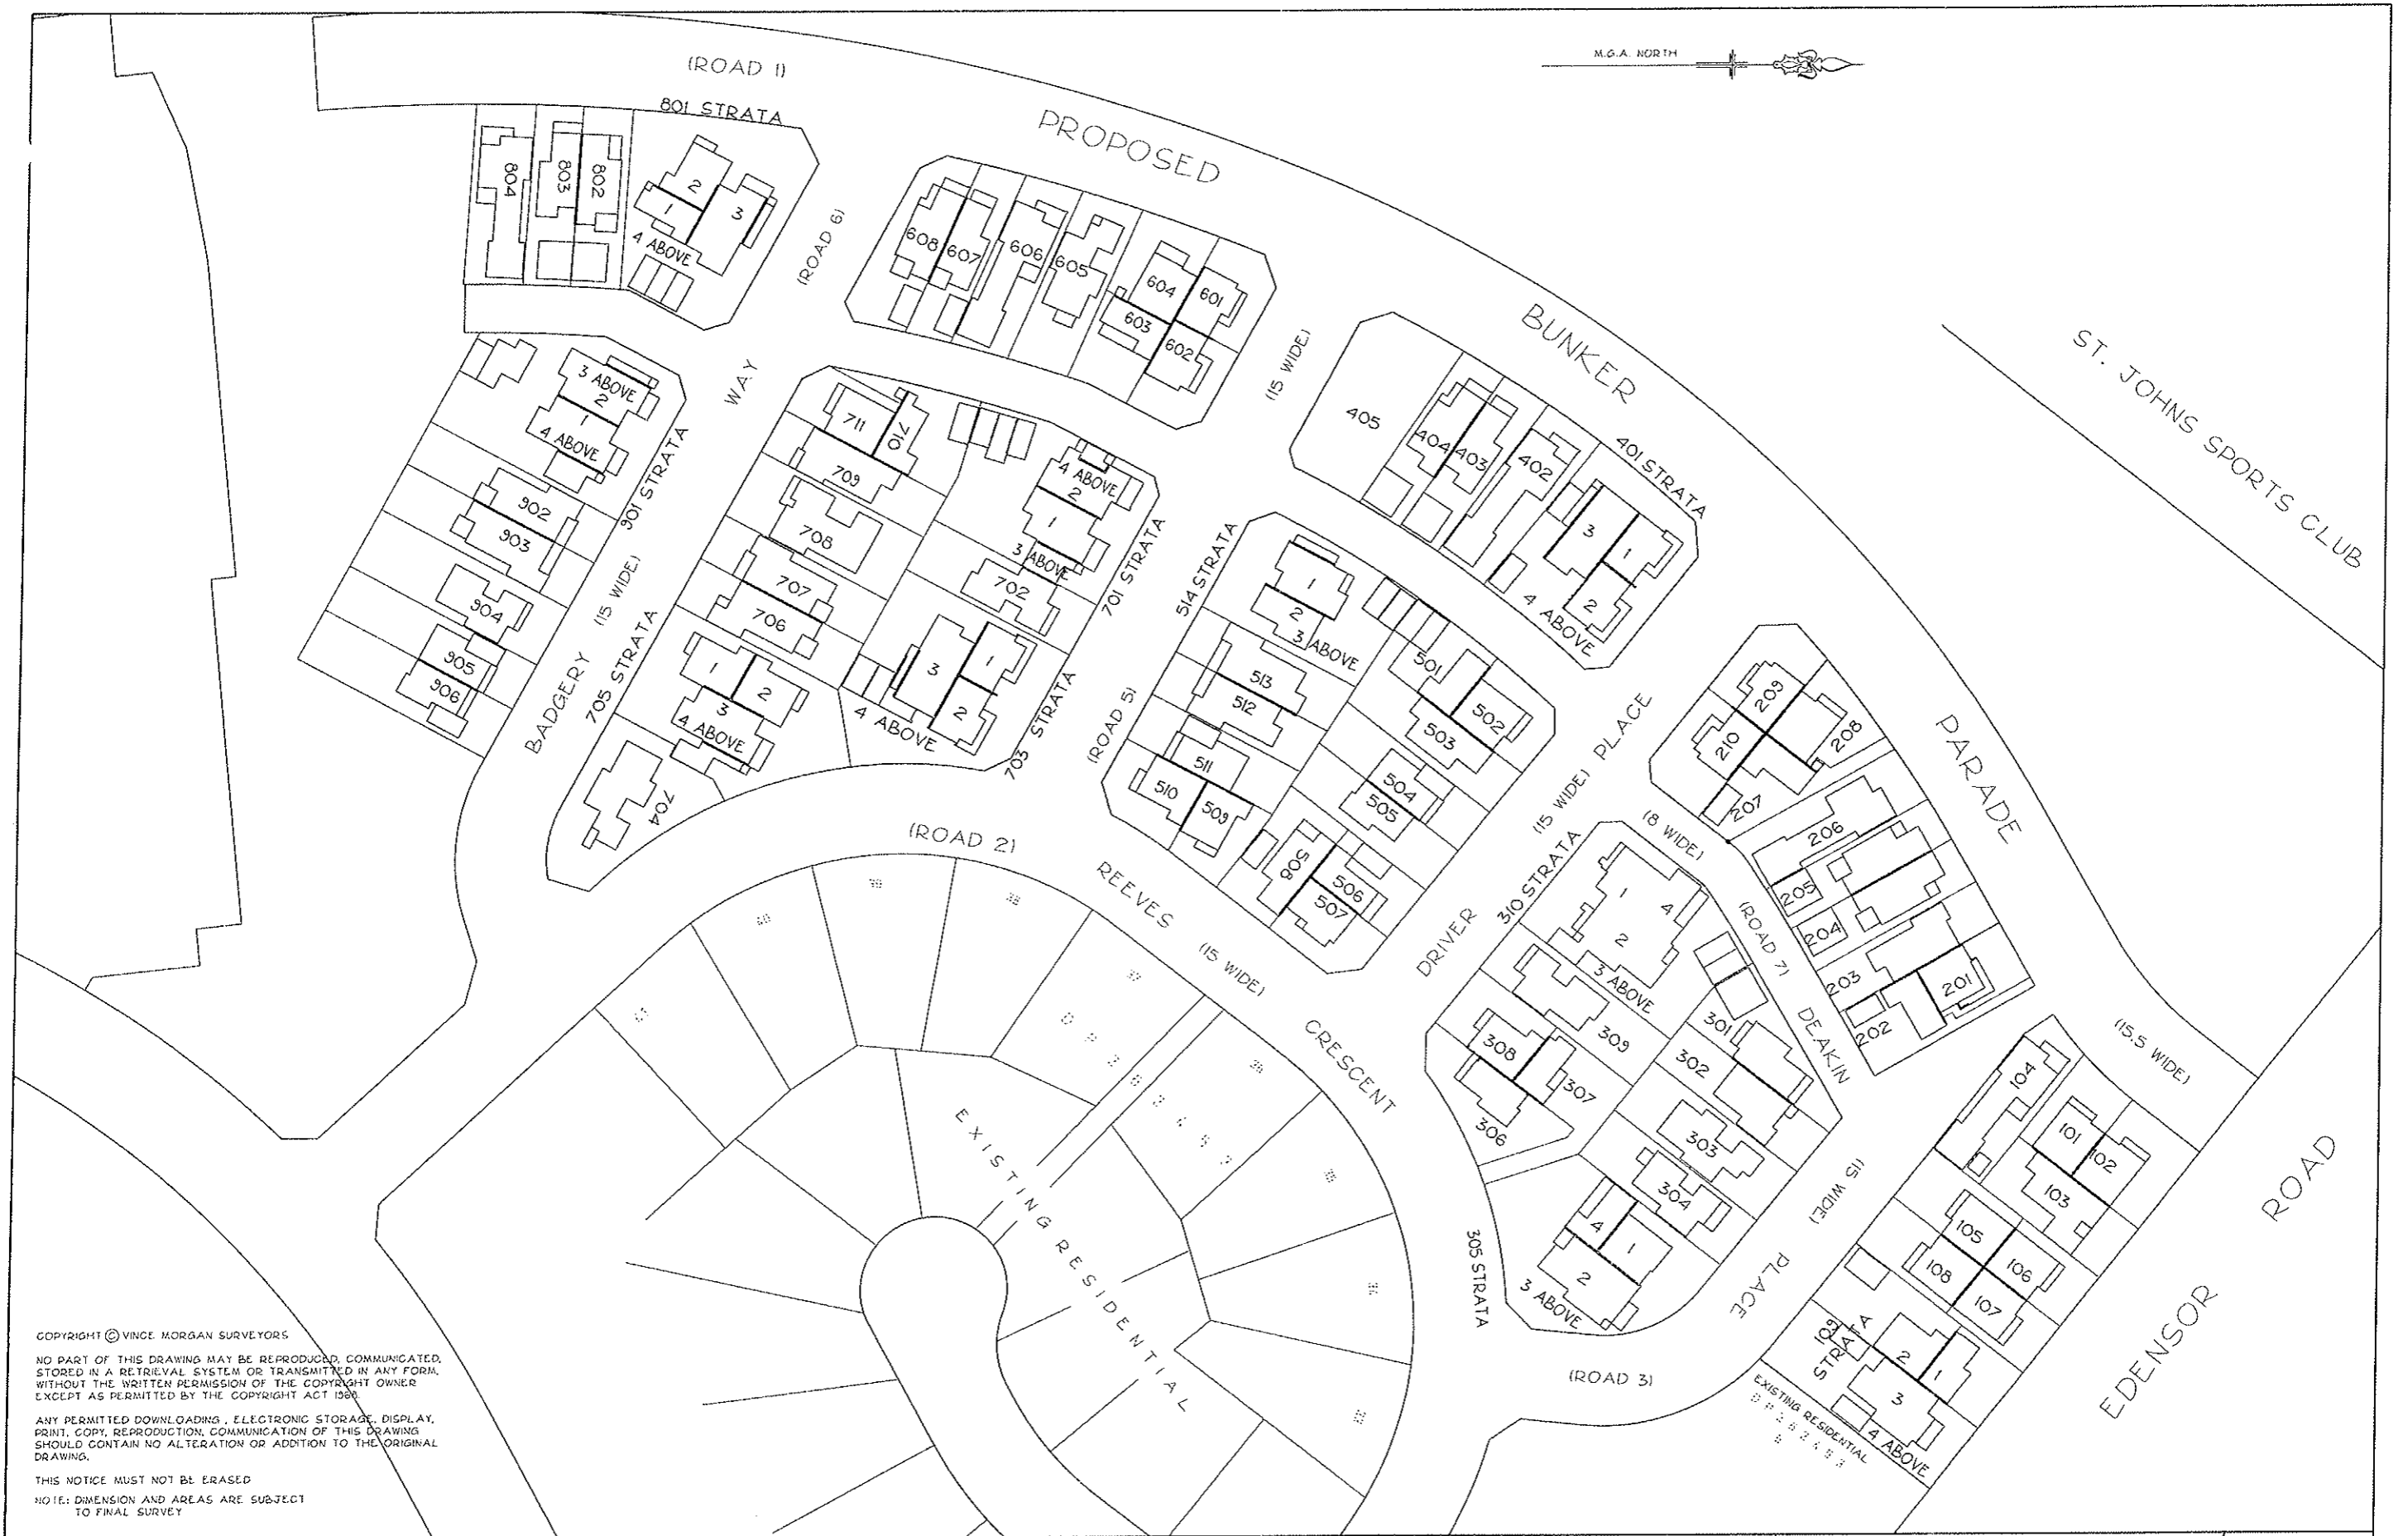 M.G.A. NORTH
(ROAD 1)
801 STRATA
PROPOSED
BUNKER
PARADE
(15.5 WIDE)
ST. JOHNS SPORTS CLUB
804
803
802
2
1
3
4 ABOVE
(ROAD 6)
608
607
606
605
604
601
603
602
(15 WIDE)
405
404
403
402
401 STRATA
3
1
2
4 ABOVE
WAY
3 ABOVE
2
1
4 ABOVE
901 STRATA
902
903
904
905
906
BADGERY
(15 WIDE)
705 STRATA
711
710
709
708
707
706
1
2
3
4 ABOVE
704
4 ABOVE
2
1
3 ABOVE
701 STRATA
702
3
1
2
4 ABOVE
703 STRATA
(ROAD 5)
514 STRATA
1
2
3 ABOVE
513
512
511
510
509
501
502
503
504
505
506
507
508
DRIVER
(15 WIDE)
PLACE
209
210
208
207
206
205
204
203
202
201
(8 WIDE)
(ROAD 7)
DEAKIN
(15 WIDE)
PLACE
310 STRATA
1
4
2
3 ABOVE
309
308
307
306
301
302
303
304
4
1
2
3 ABOVE
305 STRATA
(ROAD 3)
(ROAD 2)
REEVES
(15 WIDE)
CRESCENT
104
101
102
103
105
106
108
107
109
STRATA
2
1
3
4 ABOVE
EXISTING RESIDENTIAL
EDENSOR ROAD
EXISTING RESIDENTIAL
COPYRIGHT © VINCE MORGAN SURVEYORS
NO PART OF THIS DRAWING MAY BE REPRODUCED, COMMUNICATED,
STORED IN A RETRIEVAL SYSTEM OR TRANSMITTED IN ANY FORM,
WITHOUT THE WRITTEN PERMISSION OF THE COPYRIGHT OWNER
EXCEPT AS PERMITTED BY THE COPYRIGHT ACT 1968.
ANY PERMITTED DOWNLOADING, ELECTRONIC STORAGE, DISPLAY,
PRINT, COPY, REPRODUCTION, COMMUNICATION OF THIS DRAWING
SHOULD CONTAIN NO ALTERATION OR ADDITION TO THE ORIGINAL
DRAWING.
THIS NOTICE MUST NOT BE ERASED
NOTE: DIMENSION AND AREAS ARE SUBJECT
TO FINAL SURVEY